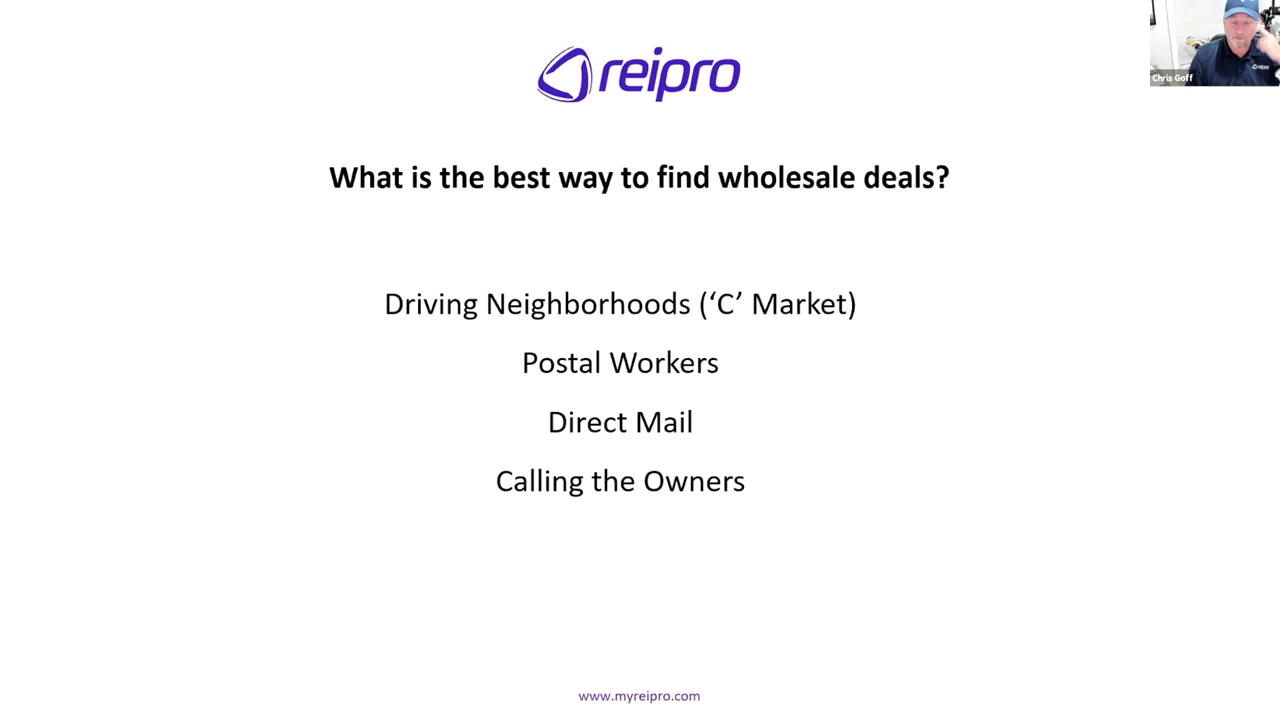 reipro
Chris Goff
What is the best way to find wholesale deals?
Driving Neighborhoods (‘C’ Market)
Postal Workers
Direct Mail
Calling the Owners
www.myreipro.com